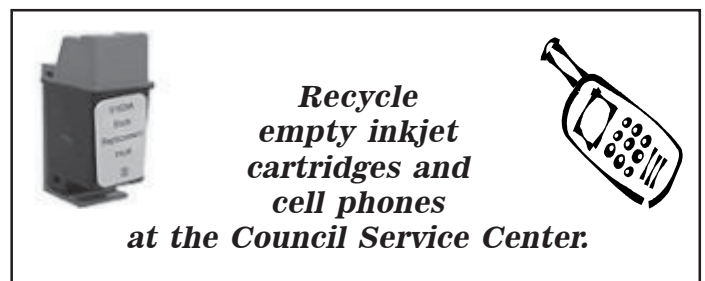 Recycle
empty inkjet
cartridges and
cell phones
at the Council Service Center.